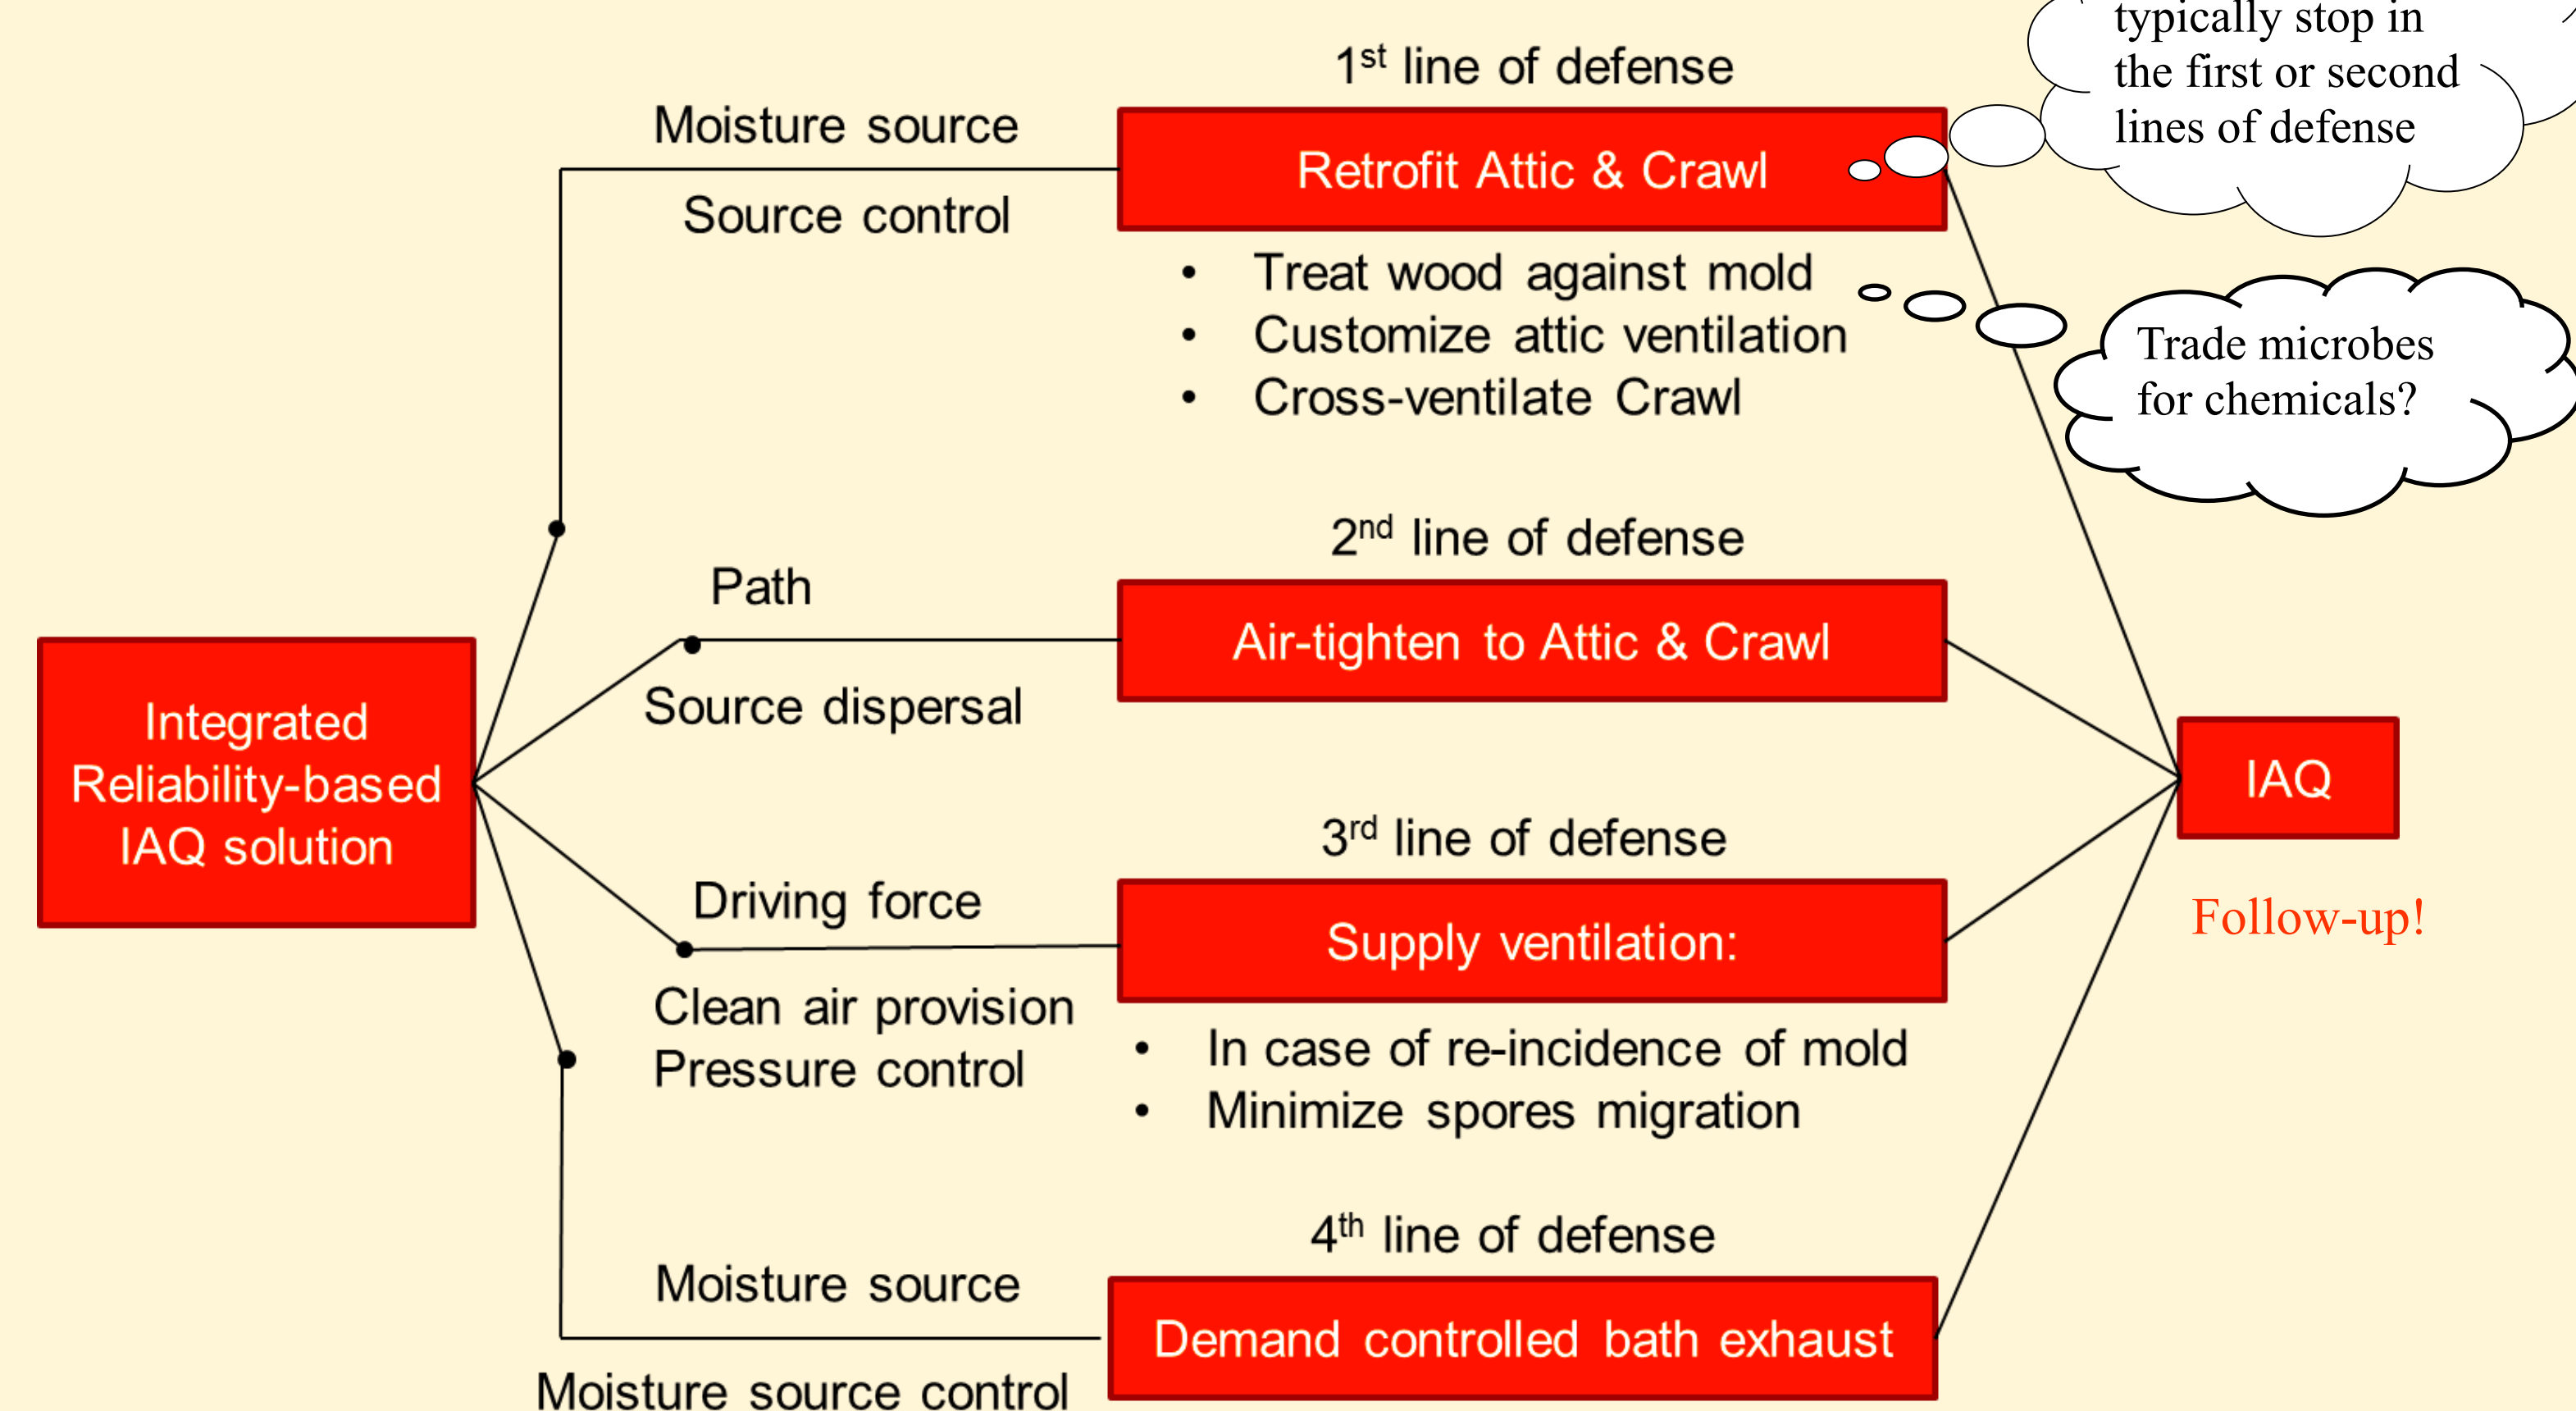 typically stop in
the first or second
lines of defense
1st line of defense
Moisture source
Retrofit Attic & Crawl
Source control
• Treat wood against mold
• Customize attic ventilation
• Cross-ventilate Crawl
Trade microbes
for chemicals?
2nd line of defense
Path
Air-tighten to Attic & Crawl
Source dispersal
Integrated
Reliability-based
IAQ solution
IAQ
Follow-up!
3rd line of defense
Driving force
Supply ventilation:
Clean air provision
Pressure control
• In case of re-incidence of mold
• Minimize spores migration
4th line of defense
Moisture source
Demand controlled bath exhaust
Moisture source control